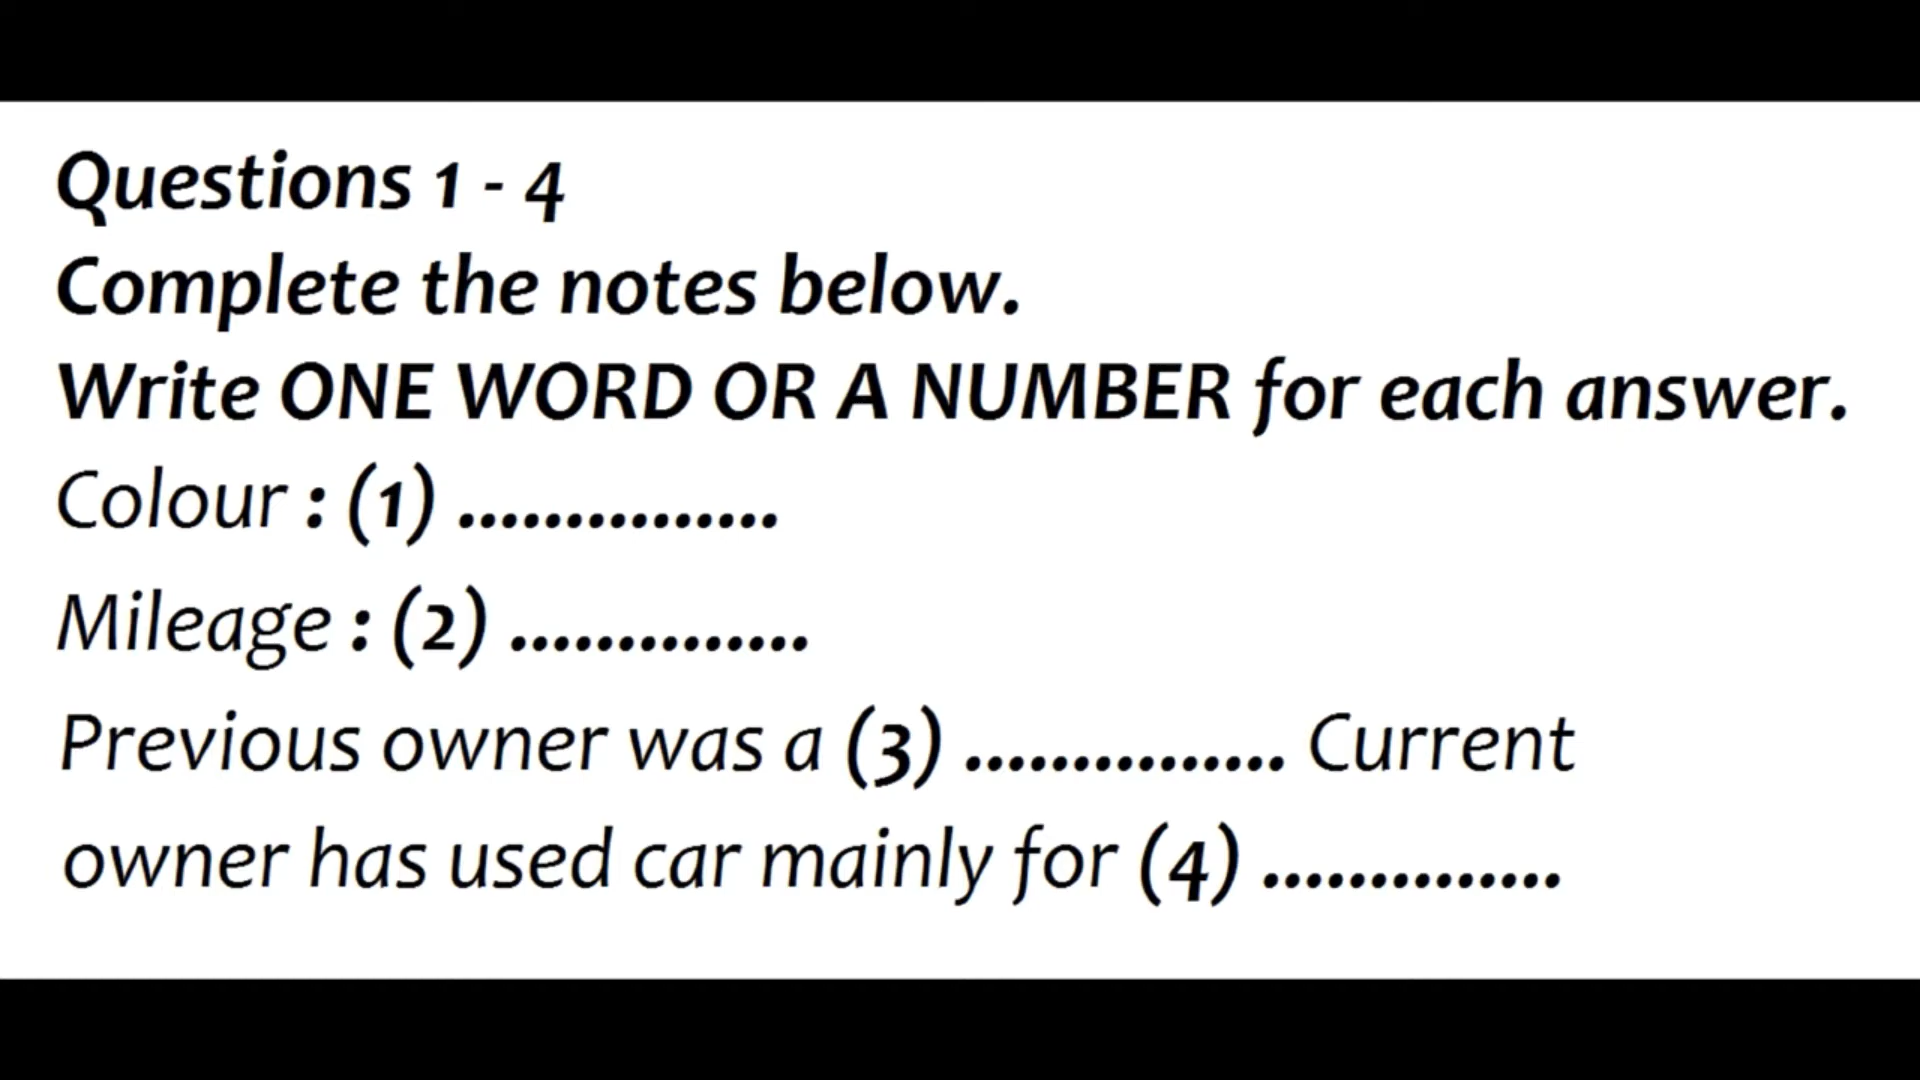 Questions 1 - 4
Complete the notes below.
Write ONE WORD OR A NUMBER for each answer.
Colour : (1) ...............
Mileage : (2) ..............
Previous owner was a (3) ............... Current
owner has used car mainly for (4) ..............